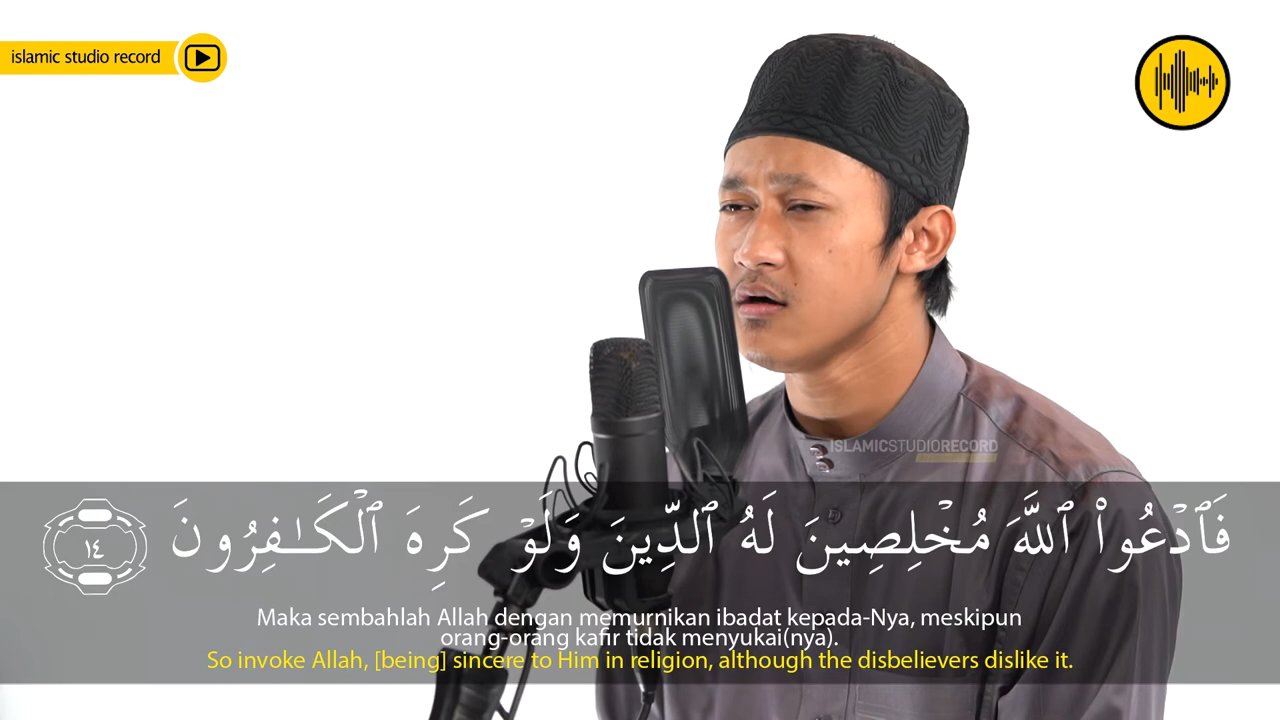 islamic studio record
ISLAMICSTUDIORECORD
فَٱدْعُوا۟ ٱللَّهَ مُخْلِصِينَ لَهُ ٱلدِّينَ وَلَوْ كَرِهَ ٱلْكَـٰفِرُونَ ١٤
Maka sembahlah Allah dengan memurnikan ibadat kepada-Nya, meskipun
orang-orang kafir tidak menyukai(nya).
So invoke Allah, [being] sincere to Him in religion, although the disbelievers dislike it.